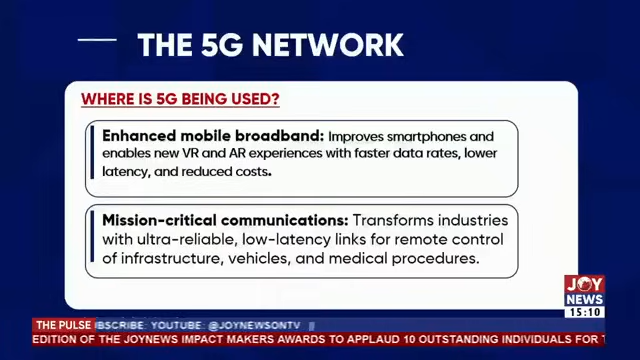 THE 5G NETWORK
WHERE IS 5G BEING USED?
Enhanced mobile broadband: Improves smartphones and
enables new VR and AR experiences with faster data rates, lower
latency, and reduced costs.
Mission-critical communications: Transforms industries
with ultra-reliable, low-latency links for remote control
of infrastructure, vehicles, and medical procedures.
JOY
NEWS
15:10
THE PULSE
BSCRIBE: YOUTUBE: @JOYNEWSONTV ||
EDITION OF THE JOYNEWS IMPACT MAKERS AWARDS TO APPLAUD 10 OUTSTANDING INDIVIDUALS FOR